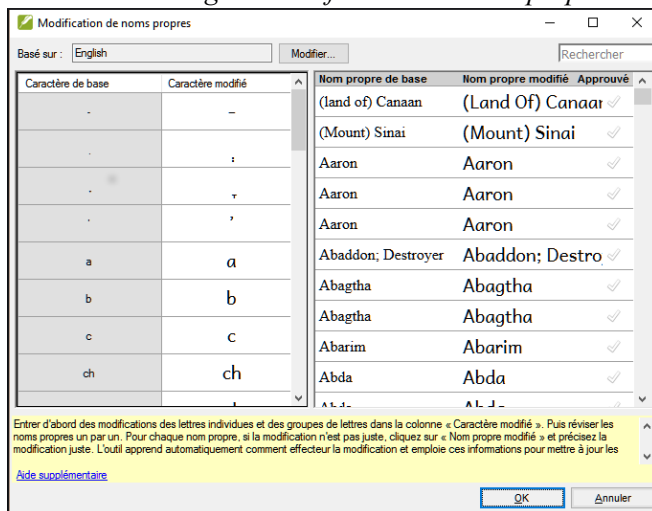 Modification de noms propres
Basé sur : English Modifier... Rechercher
Caractère de base Caractère modifié
- –
a a
b b
c c
ch ch
Nom propre de base Nom propre modifié Approuvé
(land of) Canaan (Land Of) Canaan
(Mount) Sinai (Mount) Sinai
Aaron Aaron
Aaron Aaron
Aaron Aaron
Abaddon; Destroyer Abaddon; Destro
Abagtha Abagtha
Abagtha Abagtha
Abarim Abarim
Abda Abda
Entrer d'abord des modifications des lettres individues et des groupes de lettres dans la colonne « Caractère modifié ». Puis réviser les
noms propres un par un. Pour chaque nom propre, si la modification n'est pas juste, cliquez sur « Nom propre modifié » et précisez la
modification juste. L'outil apprend automatiquement comment effecteur la modification et emploie ces informations pour mettre à jour les
Aide supplémentaire
OK Annuler